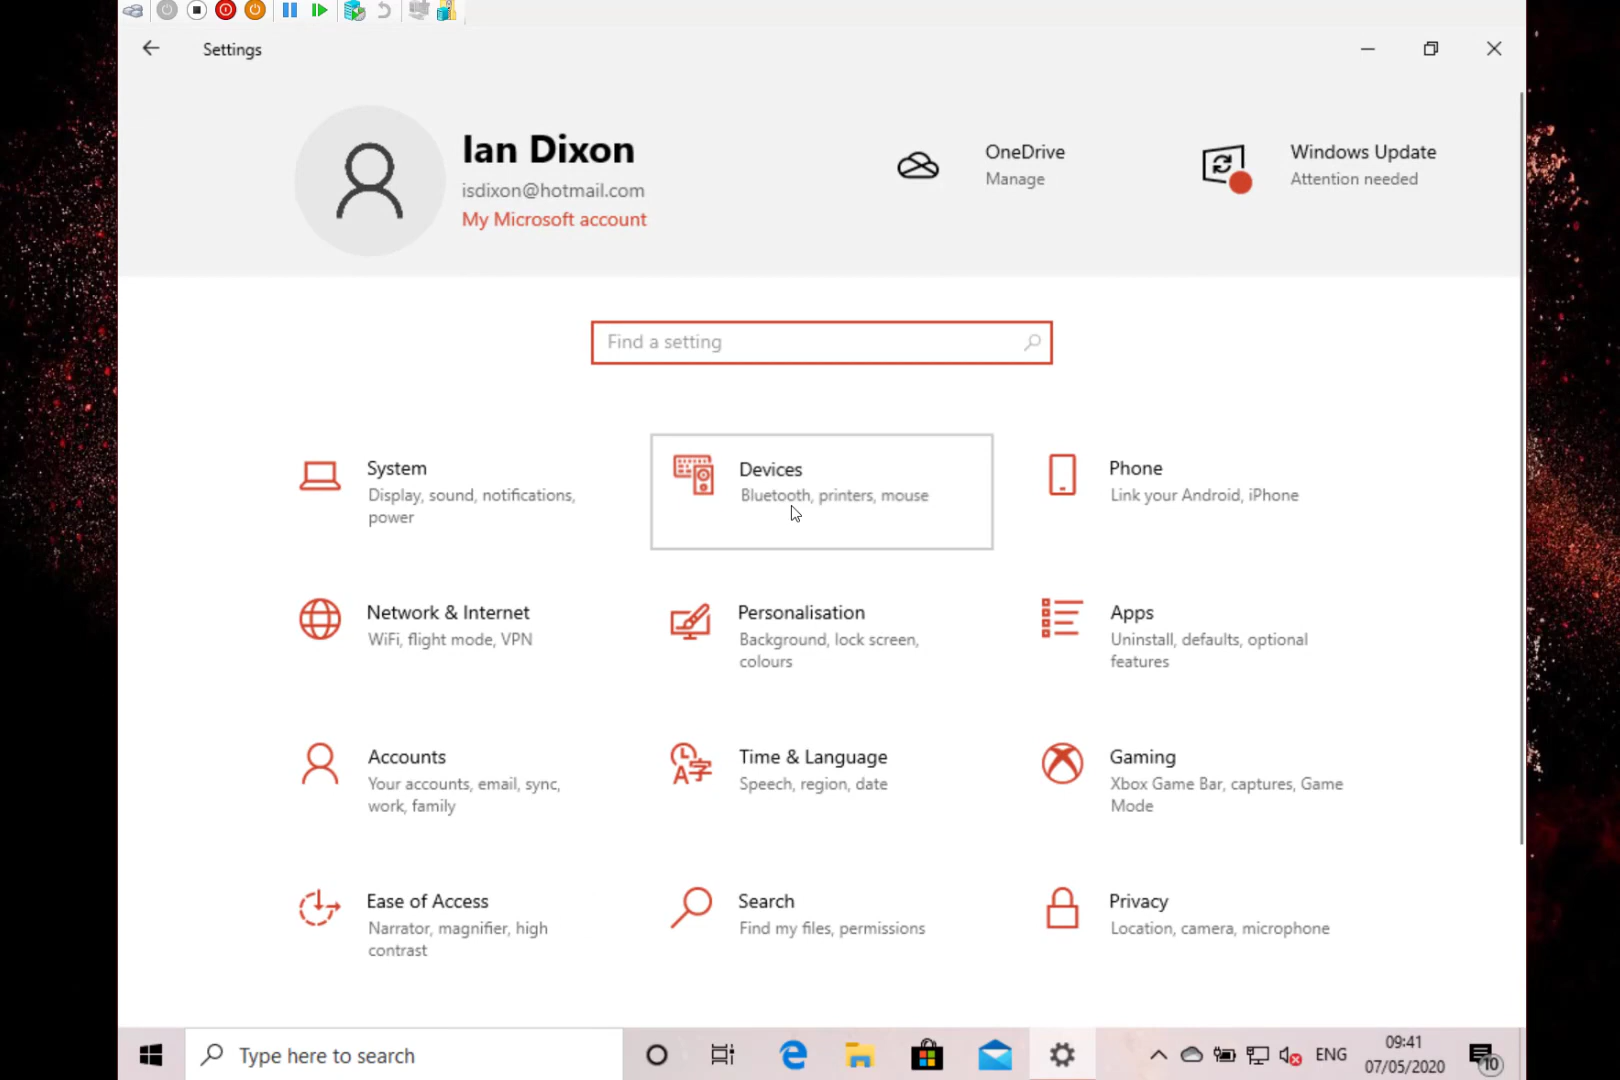 Settings
Ian Dixon
isdixon@hotmail.com
My Microsoft account
OneDrive
Manage
Windows Update
Attention needed
Find a setting
System
Display, sound, notifications,
power
Devices
Bluetooth, printers, mouse
Phone
Link your Android, iPhone
Network & Internet
WiFi, flight mode, VPN
Personalisation
Background, lock screen,
colours
Apps
Uninstall, defaults, optional
features
Accounts
Your accounts, email, sync,
work, family
Time & Language
Speech, region, date
Gaming
Xbox Game Bar, captures, Game
Mode
Ease of Access
Narrator, magnifier, high
contrast
Search
Find my files, permissions
Privacy
Location, camera, microphone
Type here to search
ENG
09:41
07/05/2020
10